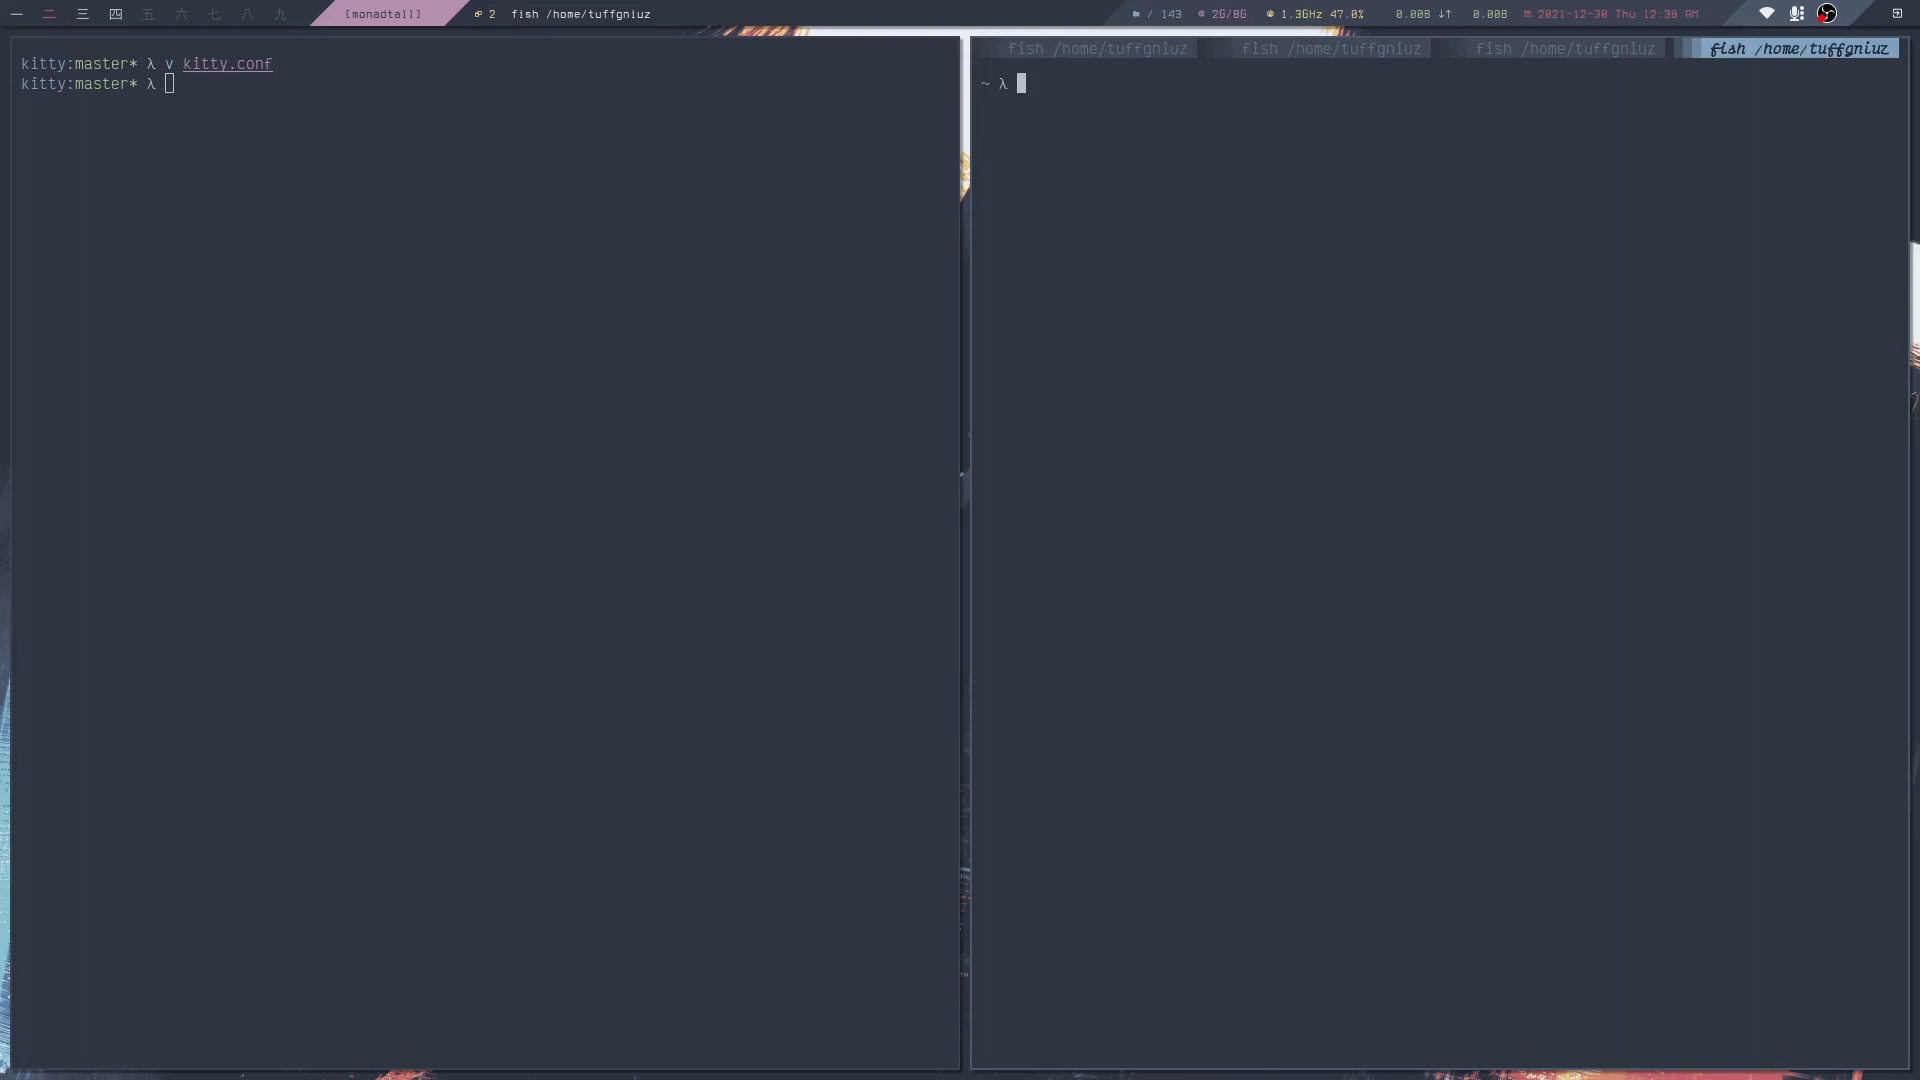 一 二 三 四 五 六 七 八 九 [monadtall] 2 fish /home/tuffgniuz / 143 2G/8G 1.3GHz 47.0% 0.00B ↓↑ 0.00B 2021-12-30 Thu 12:38 AM
kitty:master* λ v kitty.conf
kitty:master* λ
fish /home/tuffgniuz fish /home/tuffgniuz fish /home/tuffgniuz fish /home/tuffgniuz
~ λ